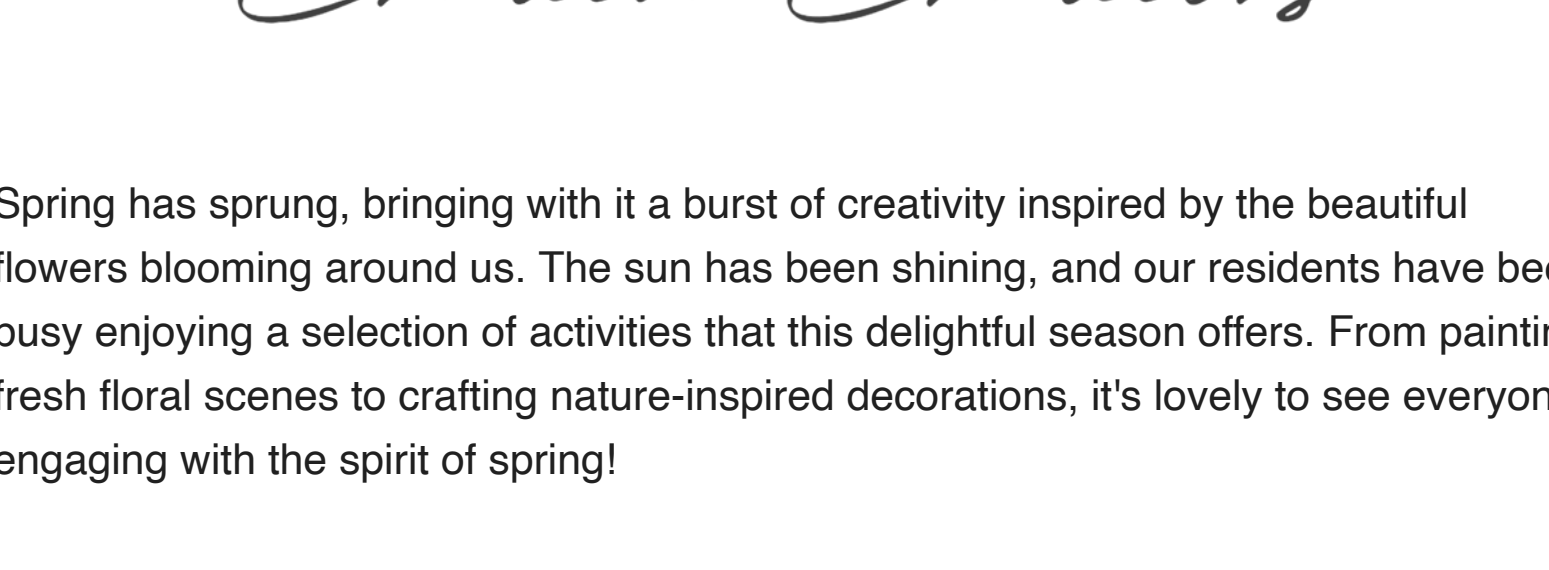 Spring has sprung, bringing with it a burst of creativity inspired by the beautiful
flowers blooming around us. The sun has been shining, and our residents have
busy enjoying a selection of activities that this delightful season offers. From
fresh floral scenes to crafting nature-inspired decorations, it's lovely to see
engaging with the spirit of spring!